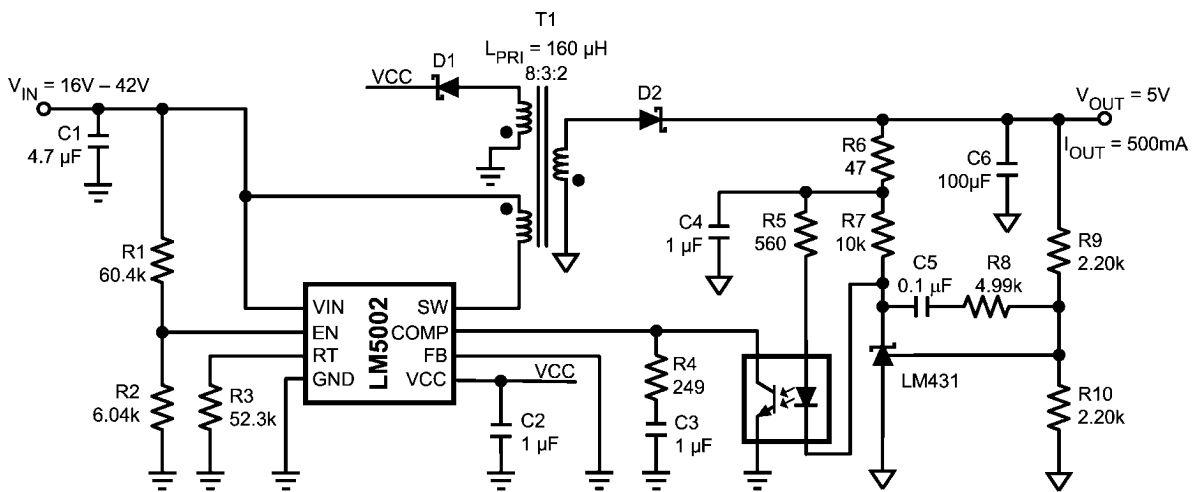 T1
L_PRI = 160 µH
8:3:2
D1
VCC
V_IN = 16V – 42V
D2
V_OUT = 5V
C1
4.7 µF
R6
47
C6
100µF
I_OUT = 500mA
C4
1 µF
R5
560
R7
10k
R1
60.4k
R9
2.20k
C5
0.1 µF
R8
4.99k
LM5002
VIN
SW
EN
COMP
RT
FB
GND
VCC
VCC
R4
249
LM431
R2
6.04k
R3
52.3k
C2
1 µF
C3
1 µF
R10
2.20k